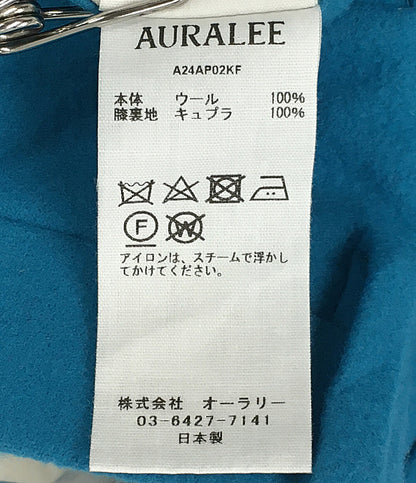 AURALEE
A24AP02KF
本体 ウール 100%
膝裏地 キュプラ 100%
F W
アイロンは、スチームで浮かし
てかけてください。
株式会社 オーラリー
03-6427-7141
日本製